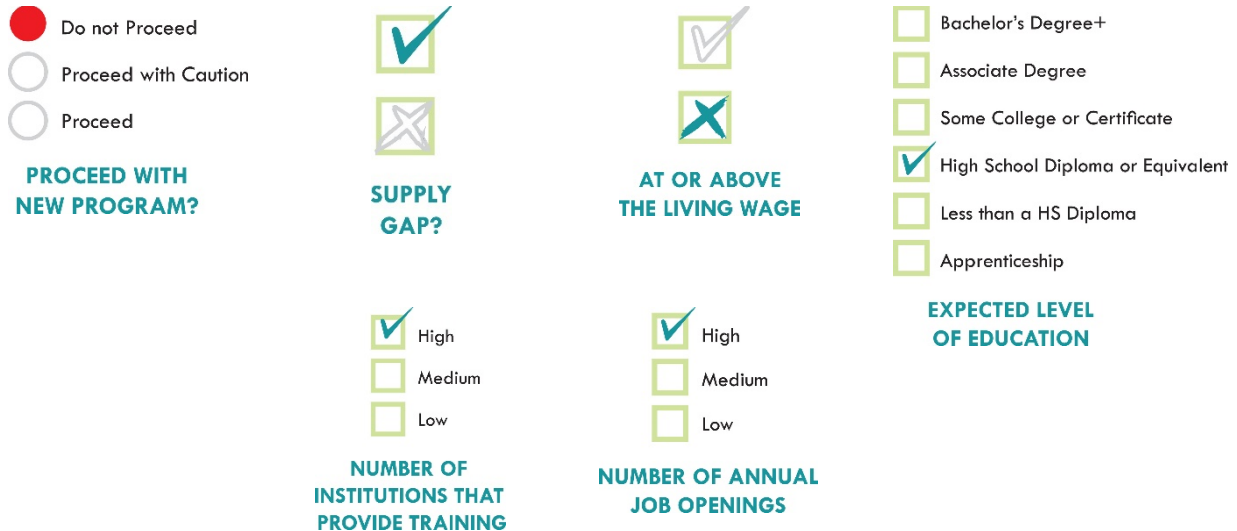 Do not Proceed
Proceed with Caution
Proceed
PROCEED WITH
NEW PROGRAM?
SUPPLY
GAP?
AT OR ABOVE
THE LIVING WAGE
Bachelor’s Degree+
Associate Degree
Some College or Certificate
High School Diploma or Equivalent
Less than a HS Diploma
Apprenticeship
EXPECTED LEVEL
OF EDUCATION
High
Medium
Low
NUMBER OF
INSTITUTIONS THAT
PROVIDE TRAINING
High
Medium
Low
NUMBER OF ANNUAL
JOB OPENINGS